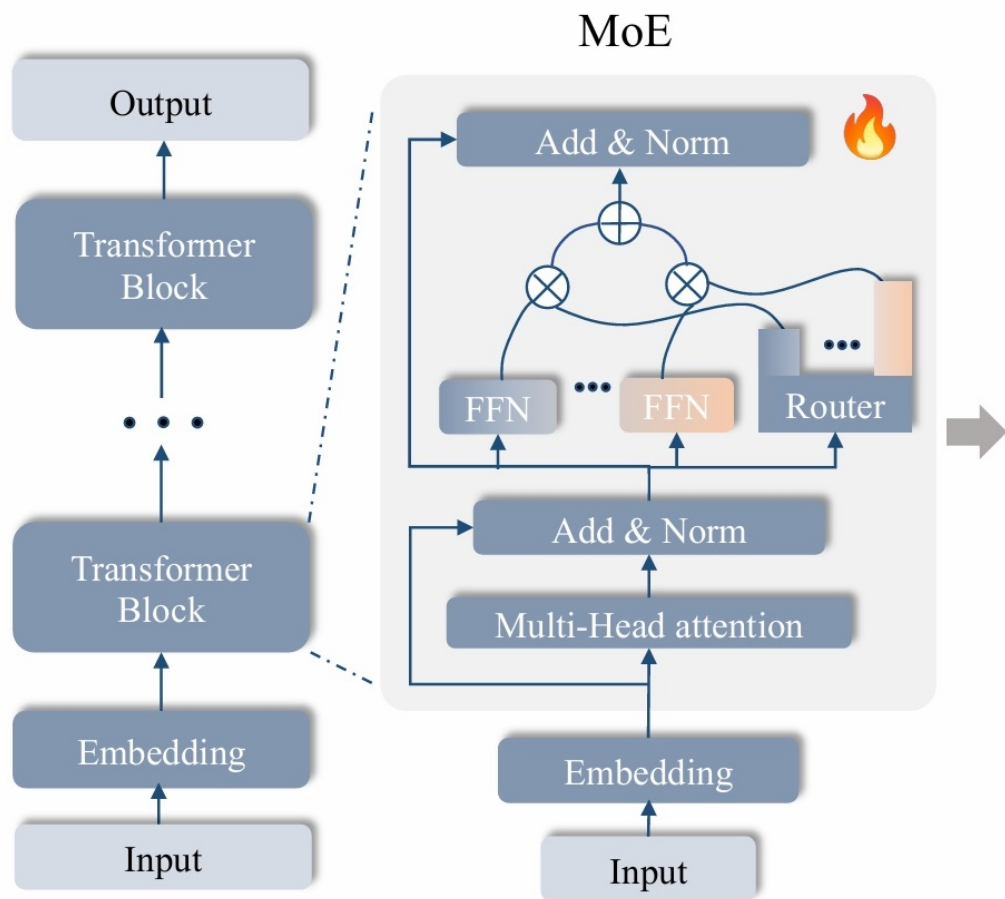 MoE
Output
Transformer
Block
Transformer
Block
Embedding
Input
Add & Norm
FFN
FFN
Router
Add & Norm
Multi-Head attention
Embedding
Input